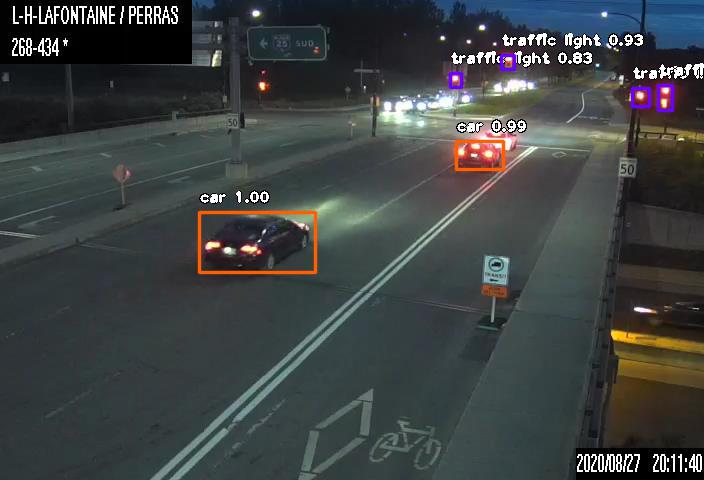 L-H-LAFONTAINE / PERRAS
268-434 *
25 SUD
traffic light 0.93
traffic light 0.83
car 0.99
50
50
car 1.00
TRANSIT
2020/08/27 20:11:40